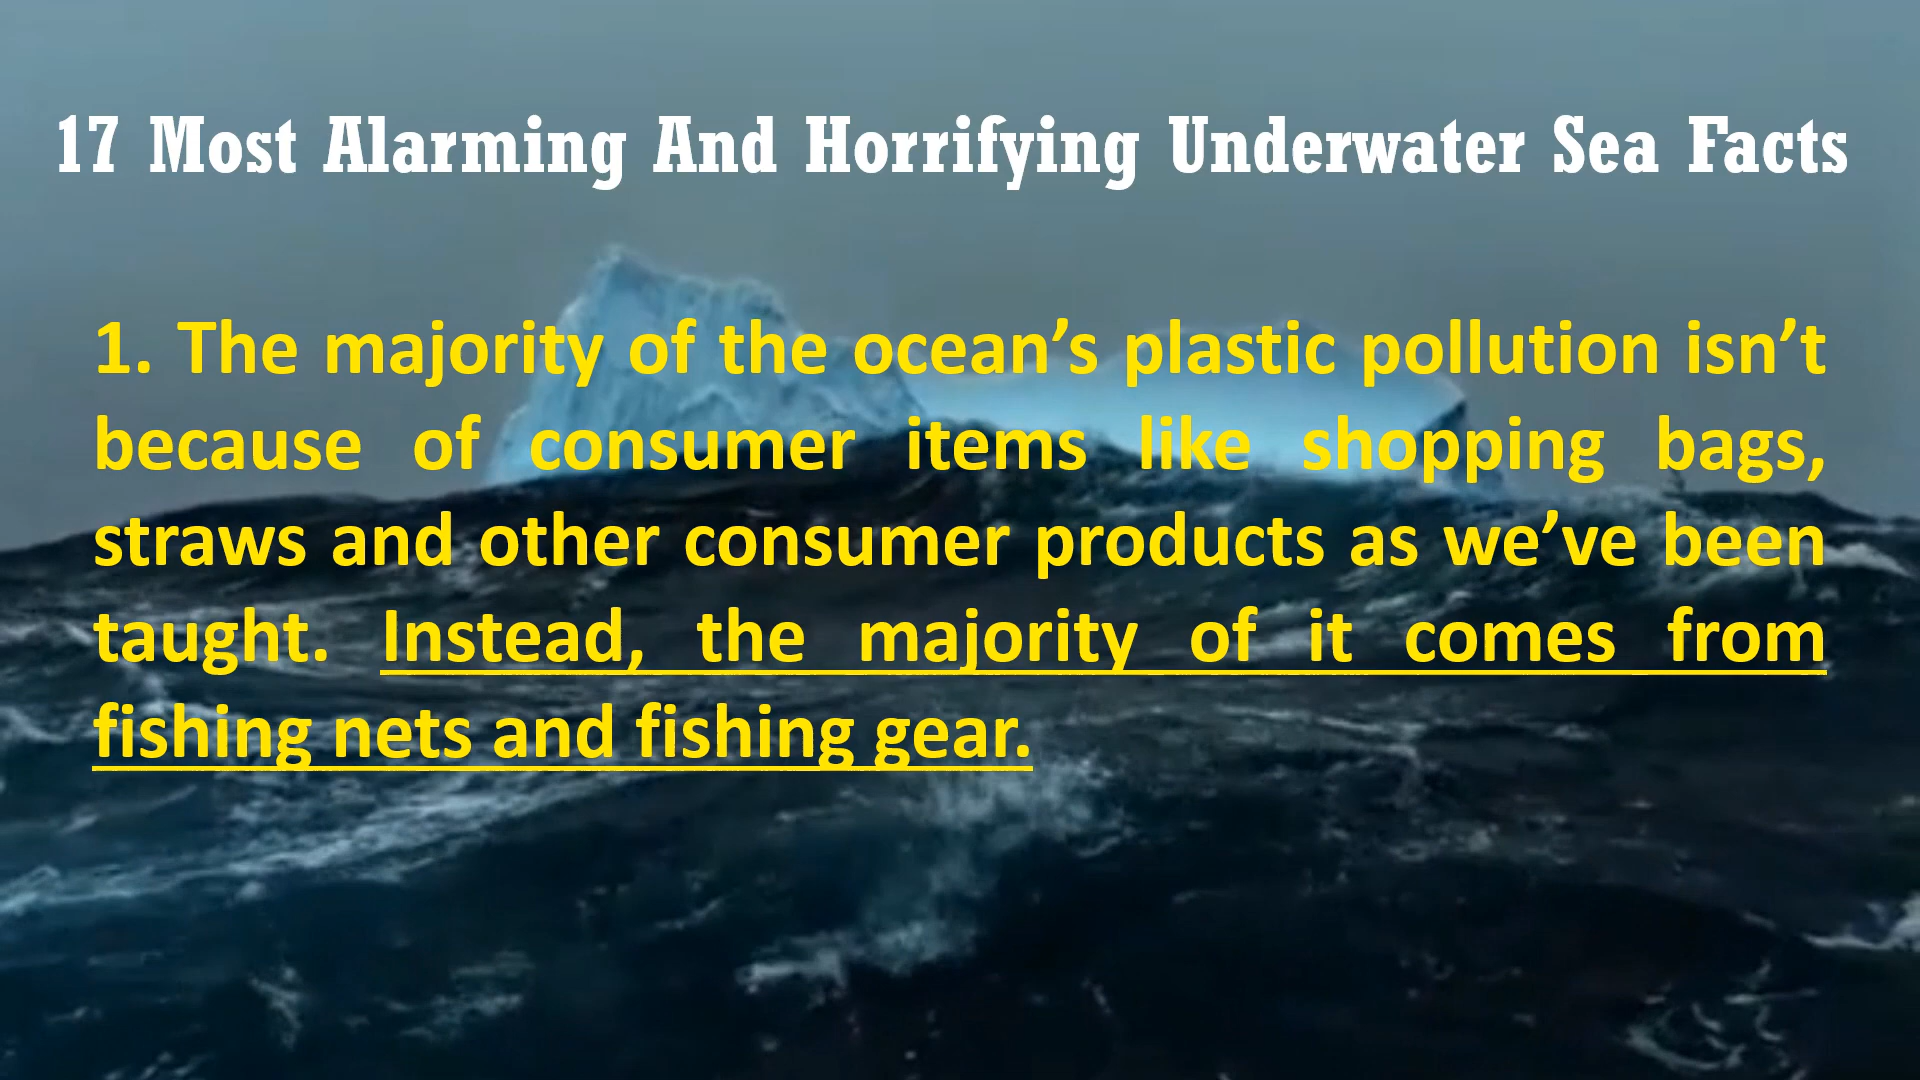 17 Most Alarming And Horrifying Underwater Sea Facts
1. The majority of the ocean’s plastic pollution isn’t
because of consumer items like shopping bags,
straws and other consumer products as we’ve been
taught. Instead, the majority of it comes from
fishing nets and fishing gear.